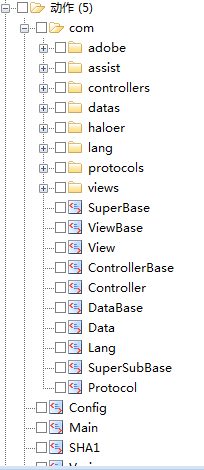 动作 (5)
com
adobe
assist
controllers
datas
haloer
lang
protocols
views
SuperBase
ViewBase
View
ControllerBase
Controller
DataBase
Data
Lang
SuperSubBase
Protocol
Config
Main
SHA1